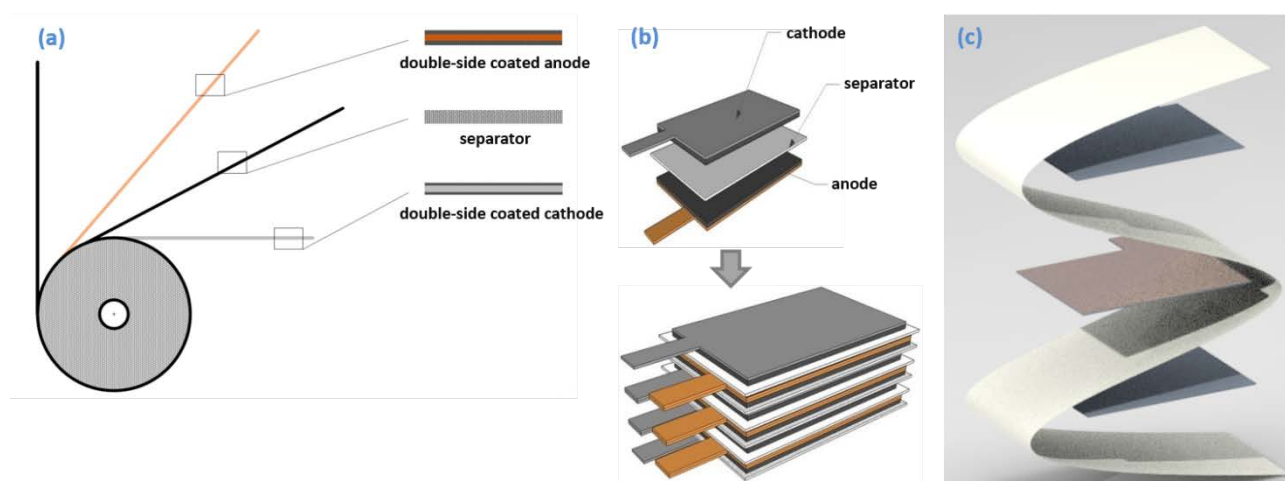 (a)
double-side coated anode
separator
double-side coated cathode
(b)
cathode
separator
anode
(c)